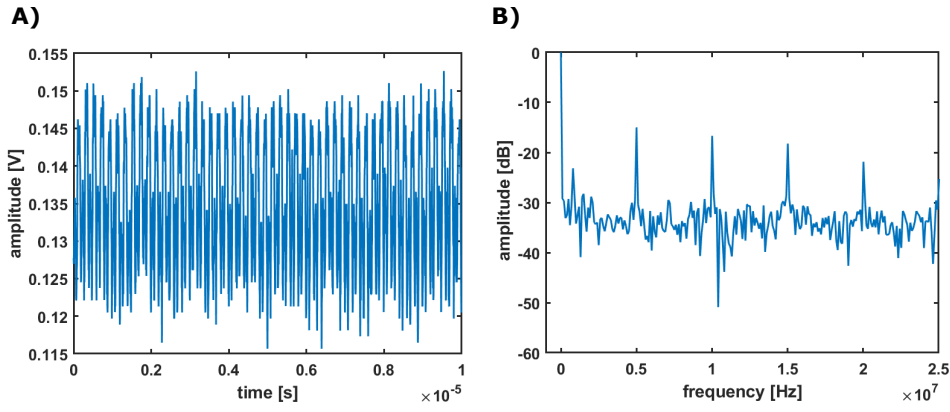 A)
0.155
0.15
0.145
0.14
0.135
0.13
0.125
0.12
0.115
amplitude [V]
0 0.2 0.4 0.6 0.8 1
time [s]
×10-5
B)
0
-10
-20
-30
-40
-50
-60
amplitude [dB]
0 0.5 1 1.5 2 2.5
frequency [Hz]
×107